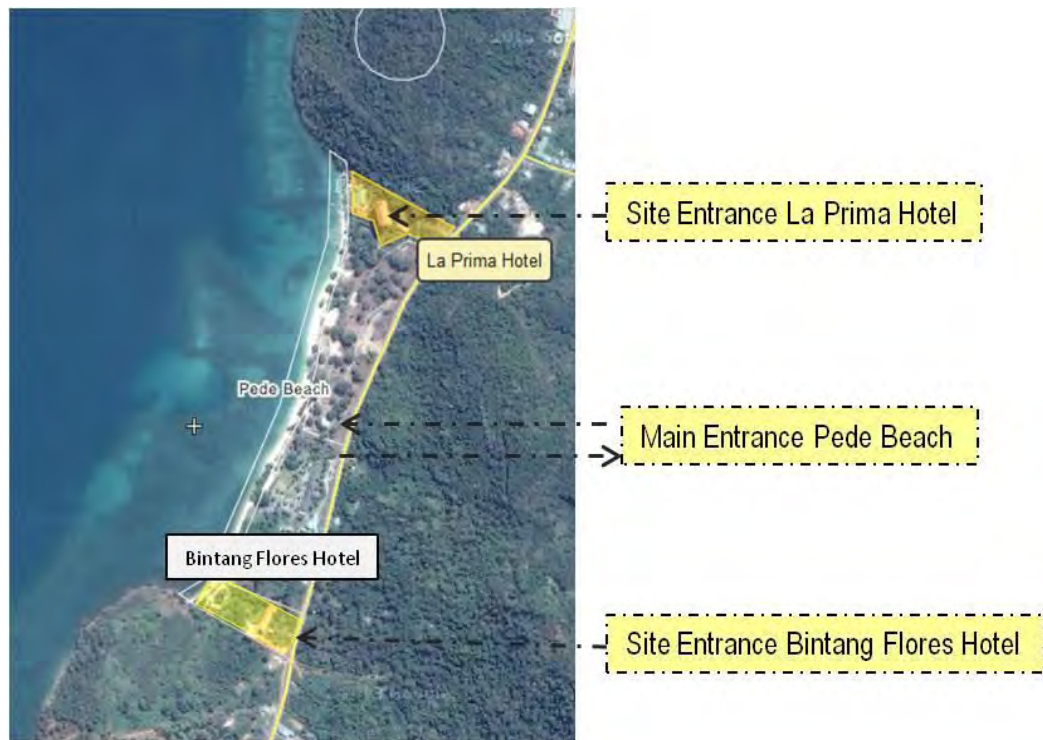 Site Entrance La Prima Hotel
La Prima Hotel
Pede Beach
Main Entrance Pede Beach
Bintang Flores Hotel
Site Entrance Bintang Flores Hotel